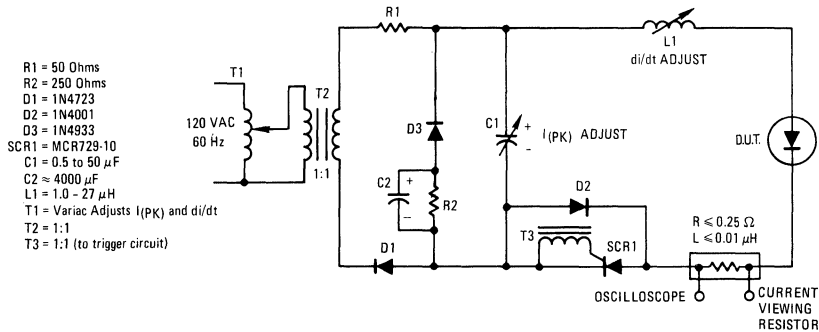 R1 = 50 Ohms
R2 = 250 Ohms
D1 = 1N4723
D2 = 1N4001
D3 = 1N4933
SCR1 = MCR729-10
C1 = 0.5 to 50 μF
C2 ≈ 4000 μF
L1 = 1.0 - 27 μH
T1 = Variac Adjusts I(PK) and di/dt
T2 = 1:1
T3 = 1:1 (to trigger circuit)
T1
120 VAC
60 Hz
T2
1:1
R1
D3
C2
+
–
R2
D1
C1
+
–
I(PK) ADJUST
L1
di/dt ADJUST
D.U.T.
D2
T3
SCR1
R ⩽ 0.25 Ω
L ⩽ 0.01 μH
OSCILLOSCOPE
CURRENT
VIEWING
RESISTOR